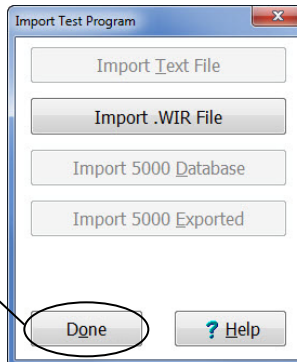 Import Test Program
Import Text File
Import .WIR File
Import 5000 Database
Import 5000 Exported
Done
? Help